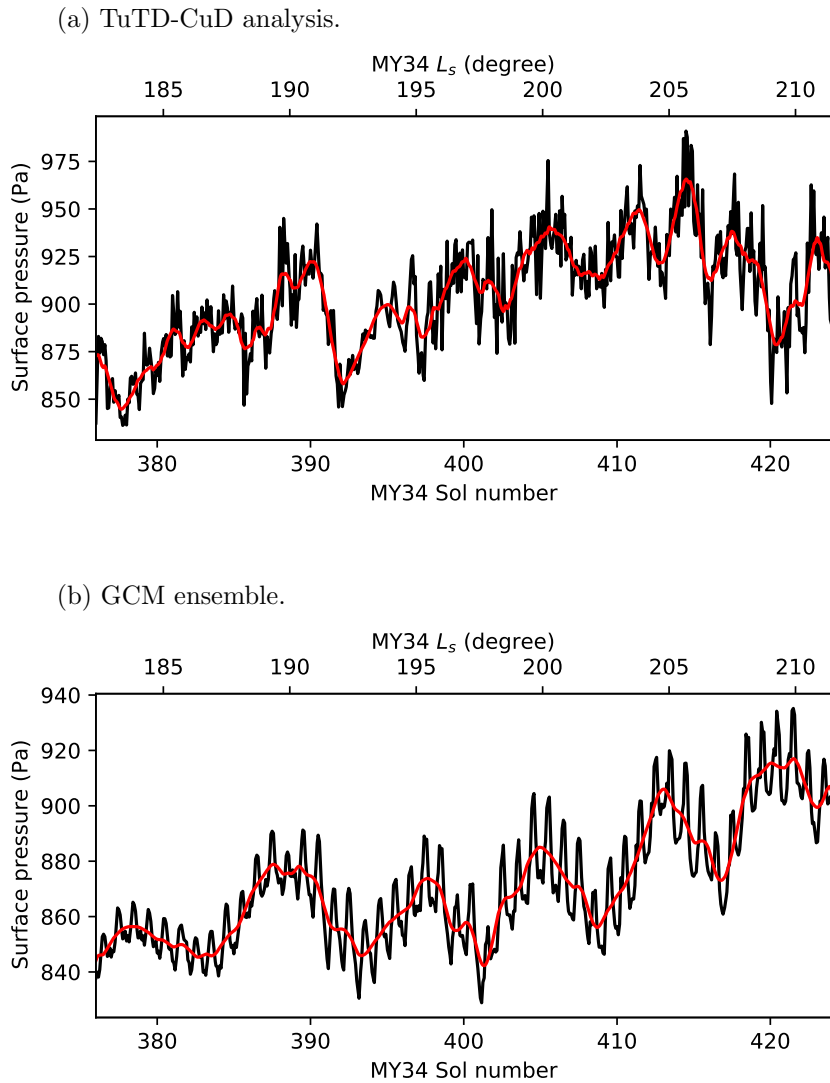 (a) TuTD-CuD analysis.
MY34 Lₛ (degree)
185 190 195 200 205 210
Surface pressure (Pa)
975
950
925
900
875
850
380 390 400 410 420
MY34 Sol number
(b) GCM ensemble.
MY34 Lₛ (degree)
185 190 195 200 205 210
Surface pressure (Pa)
940
920
900
880
860
840
380 390 400 410 420
MY34 Sol number